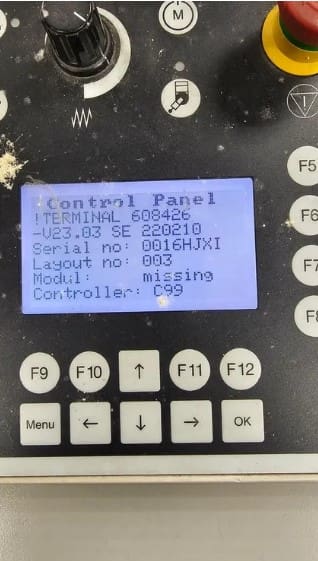 M
F5
!Control Panel
!TERMINAL 608426
-V23.03 SE 220210
Serial no: 0016HJXI
Layout no: 003
Modul: missing
Controller: C99
F6
F7
F8
F9 F10 ↑ F11 F12
Menu ← ↓ → OK